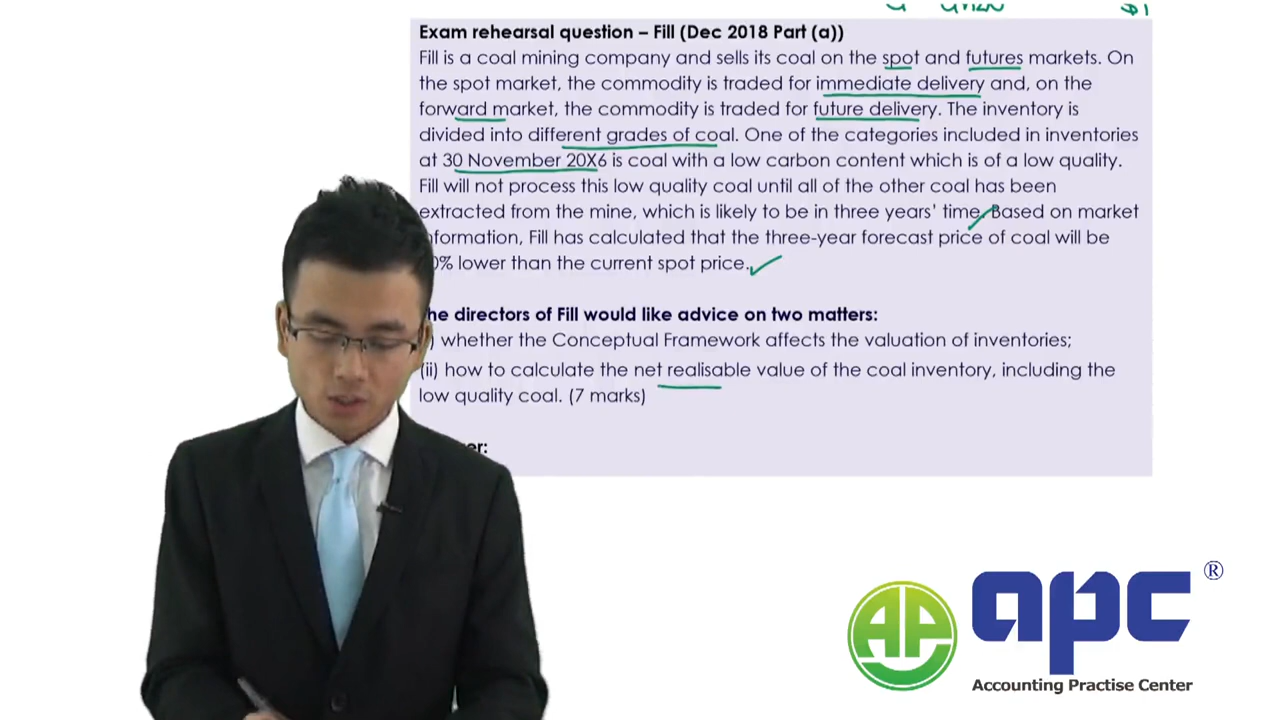 Exam rehearsal question – Fill (Dec 2018 Part (a))
Fill is a coal mining company and sells its coal on the spot and futures markets. On
the spot market, the commodity is traded for immediate delivery and, on the
forward market, the commodity is traded for future delivery. The inventory is
divided into different grades of coal. One of the categories included in inventories
at 30 November 20X6 is coal with a low carbon content which is of a low quality.
Fill will not process this low quality coal until all of the other coal has been
extracted from the mine, which is likely to be in three years' time. Based on market
nformation, Fill has calculated that the three-year forecast price of coal will be
0% lower than the current spot price.
he directors of Fill would like advice on two matters:
) whether the Conceptual Framework affects the valuation of inventories;
(ii) how to calculate the net realisable value of the coal inventory, including the
low quality coal. (7 marks)
er:
AP
apc ®
Accounting Practise Center